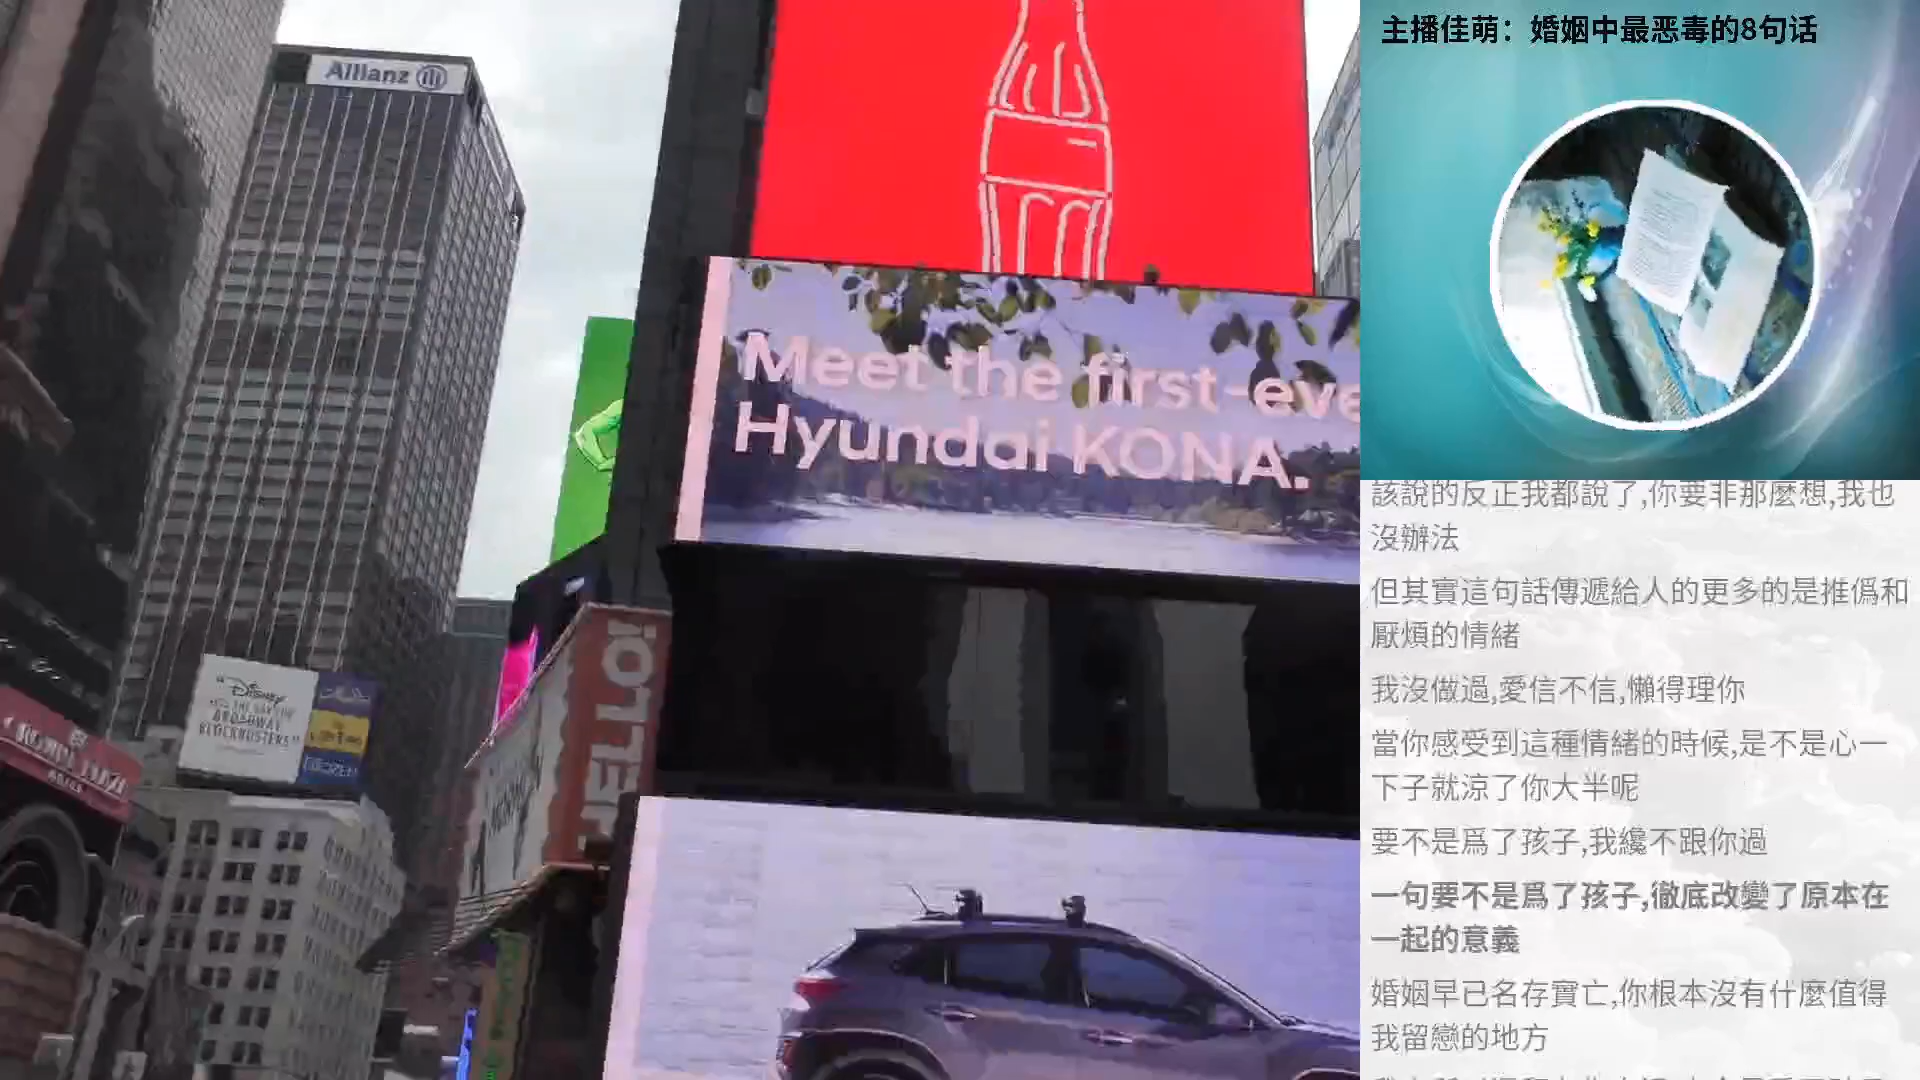 Allianz
Meet the first-eve
Hyundai KONA.
HELLO!
Disney
BROADWAY
BLOCKBUSTERS
主播佳萌：婚姻中最恶毒的8句话
該說的反正我都說了,你要非那麼想,我也
沒辦法
但其實這句話傳遞給人的更多的是推僞和
厭煩的情緒
我沒做過,愛信不信,懶得理你
當你感受到這種情緒的時候,是不是心一
下子就涼了你大半呢
要不是爲了孩子,我纔不跟你過
一句要不是爲了孩子,徹底改變了原本在
一起的意義
婚姻早已名存實亡,你根本沒有什麼值得
我留戀的地方